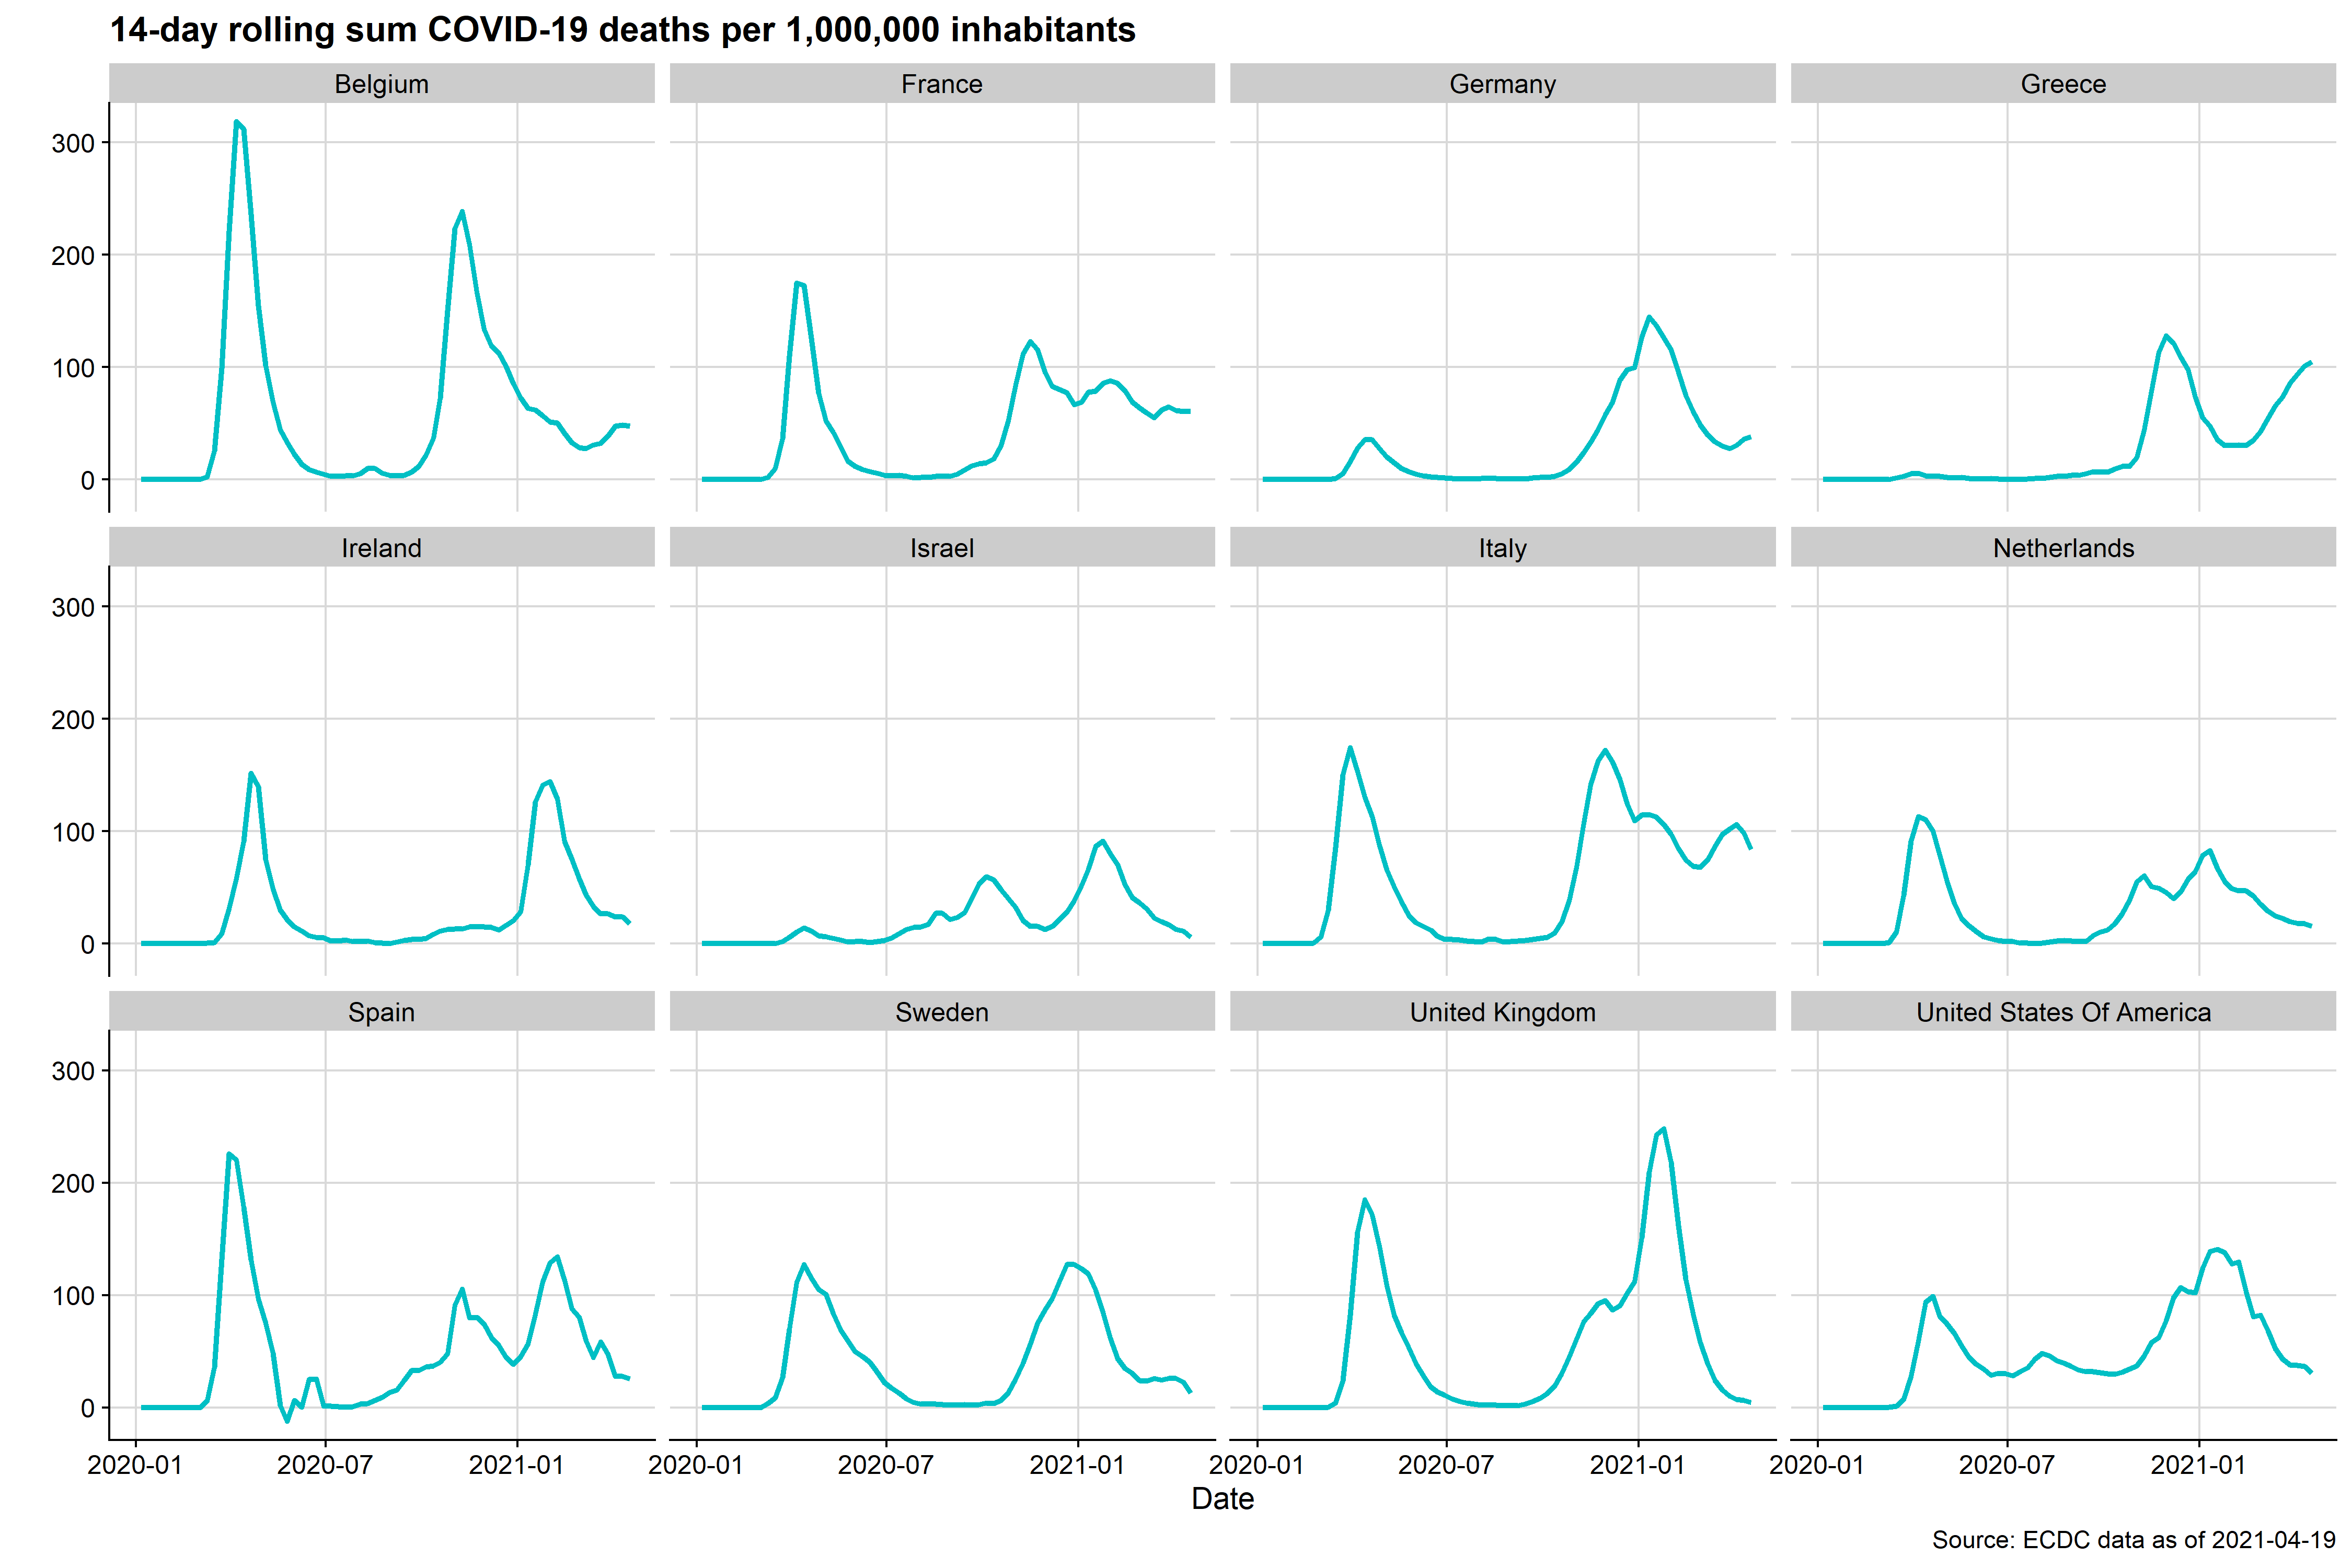 14-day rolling sum COVID-19 deaths per 1,000,000 inhabitants
Belgium France Germany Greece
300
200
100
0
Ireland Israel Italy Netherlands
300
200
100
0
Spain Sweden United Kingdom United States Of America
300
200
100
0
2020-01 2020-07 2021-01 2020-01 2020-07 2021-01 2020-01 2020-07 2021-01 2020-01 2020-07 2021-01
Date
Source: ECDC data as of 2021-04-19